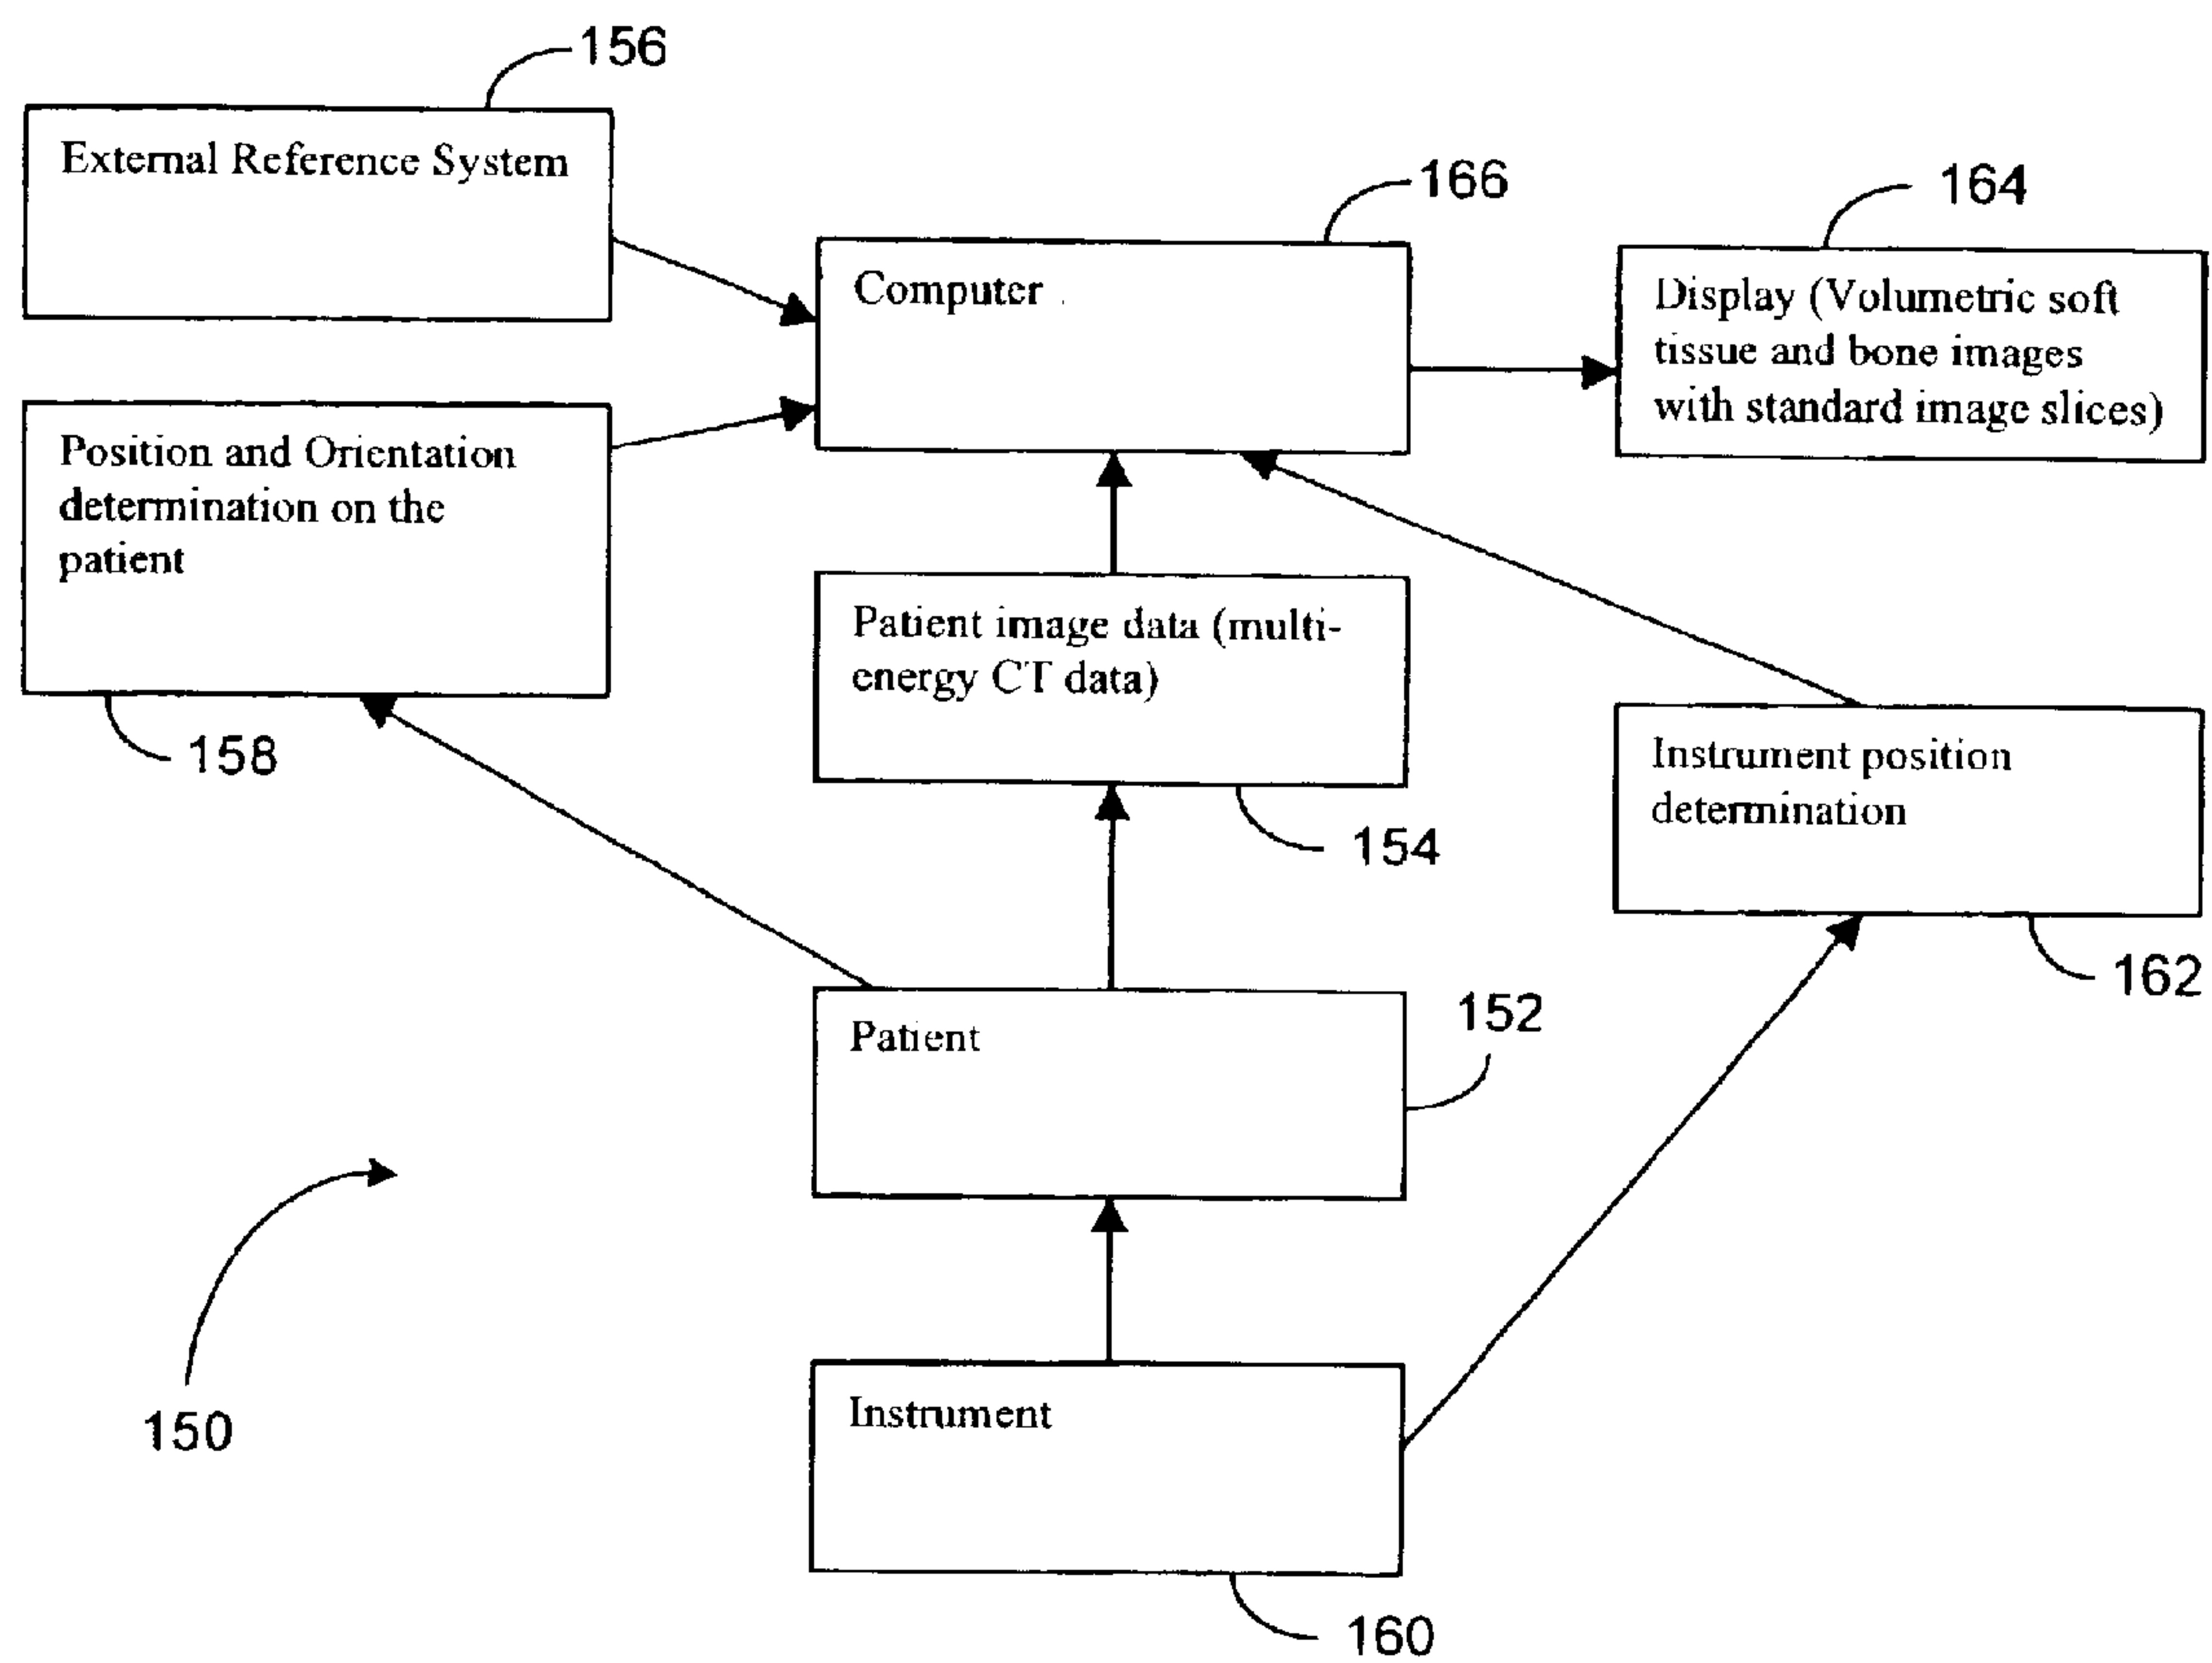 156
External Reference System
166
164
Computer
Display (Volumetric soft
tissue and bone images
with standard image slices)
Position and Orientation
determination on the
patient
158
Patient image data (multi-
energy CT data)
154
Instrument position
determination
162
Patient
152
150
Instrument
160